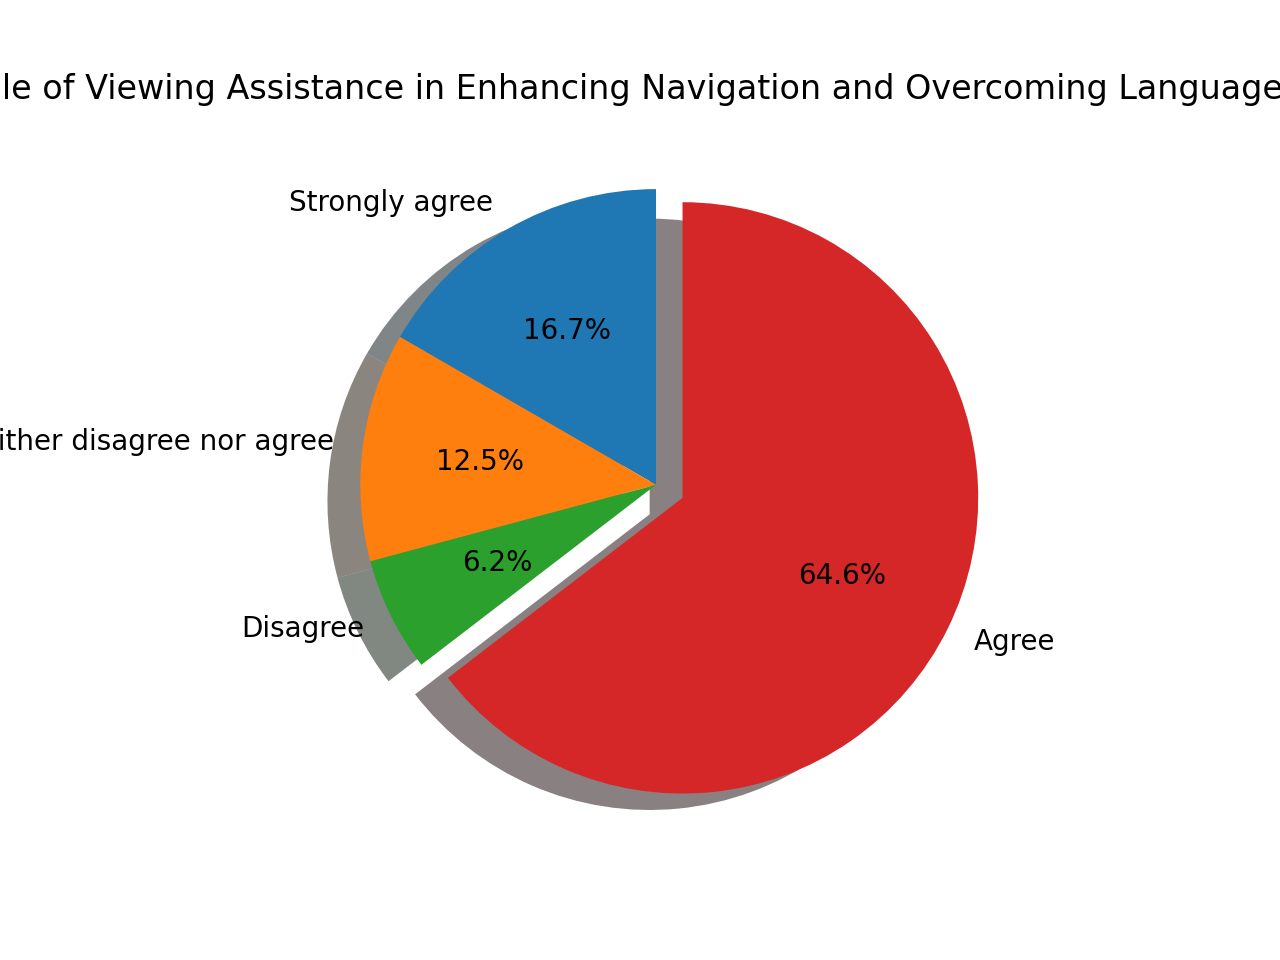 le of Viewing Assistance in Enhancing Navigation and Overcoming Language
Strongly agree
16.7%
ither disagree nor agree
12.5%
6.2%
64.6%
Disagree
Agree